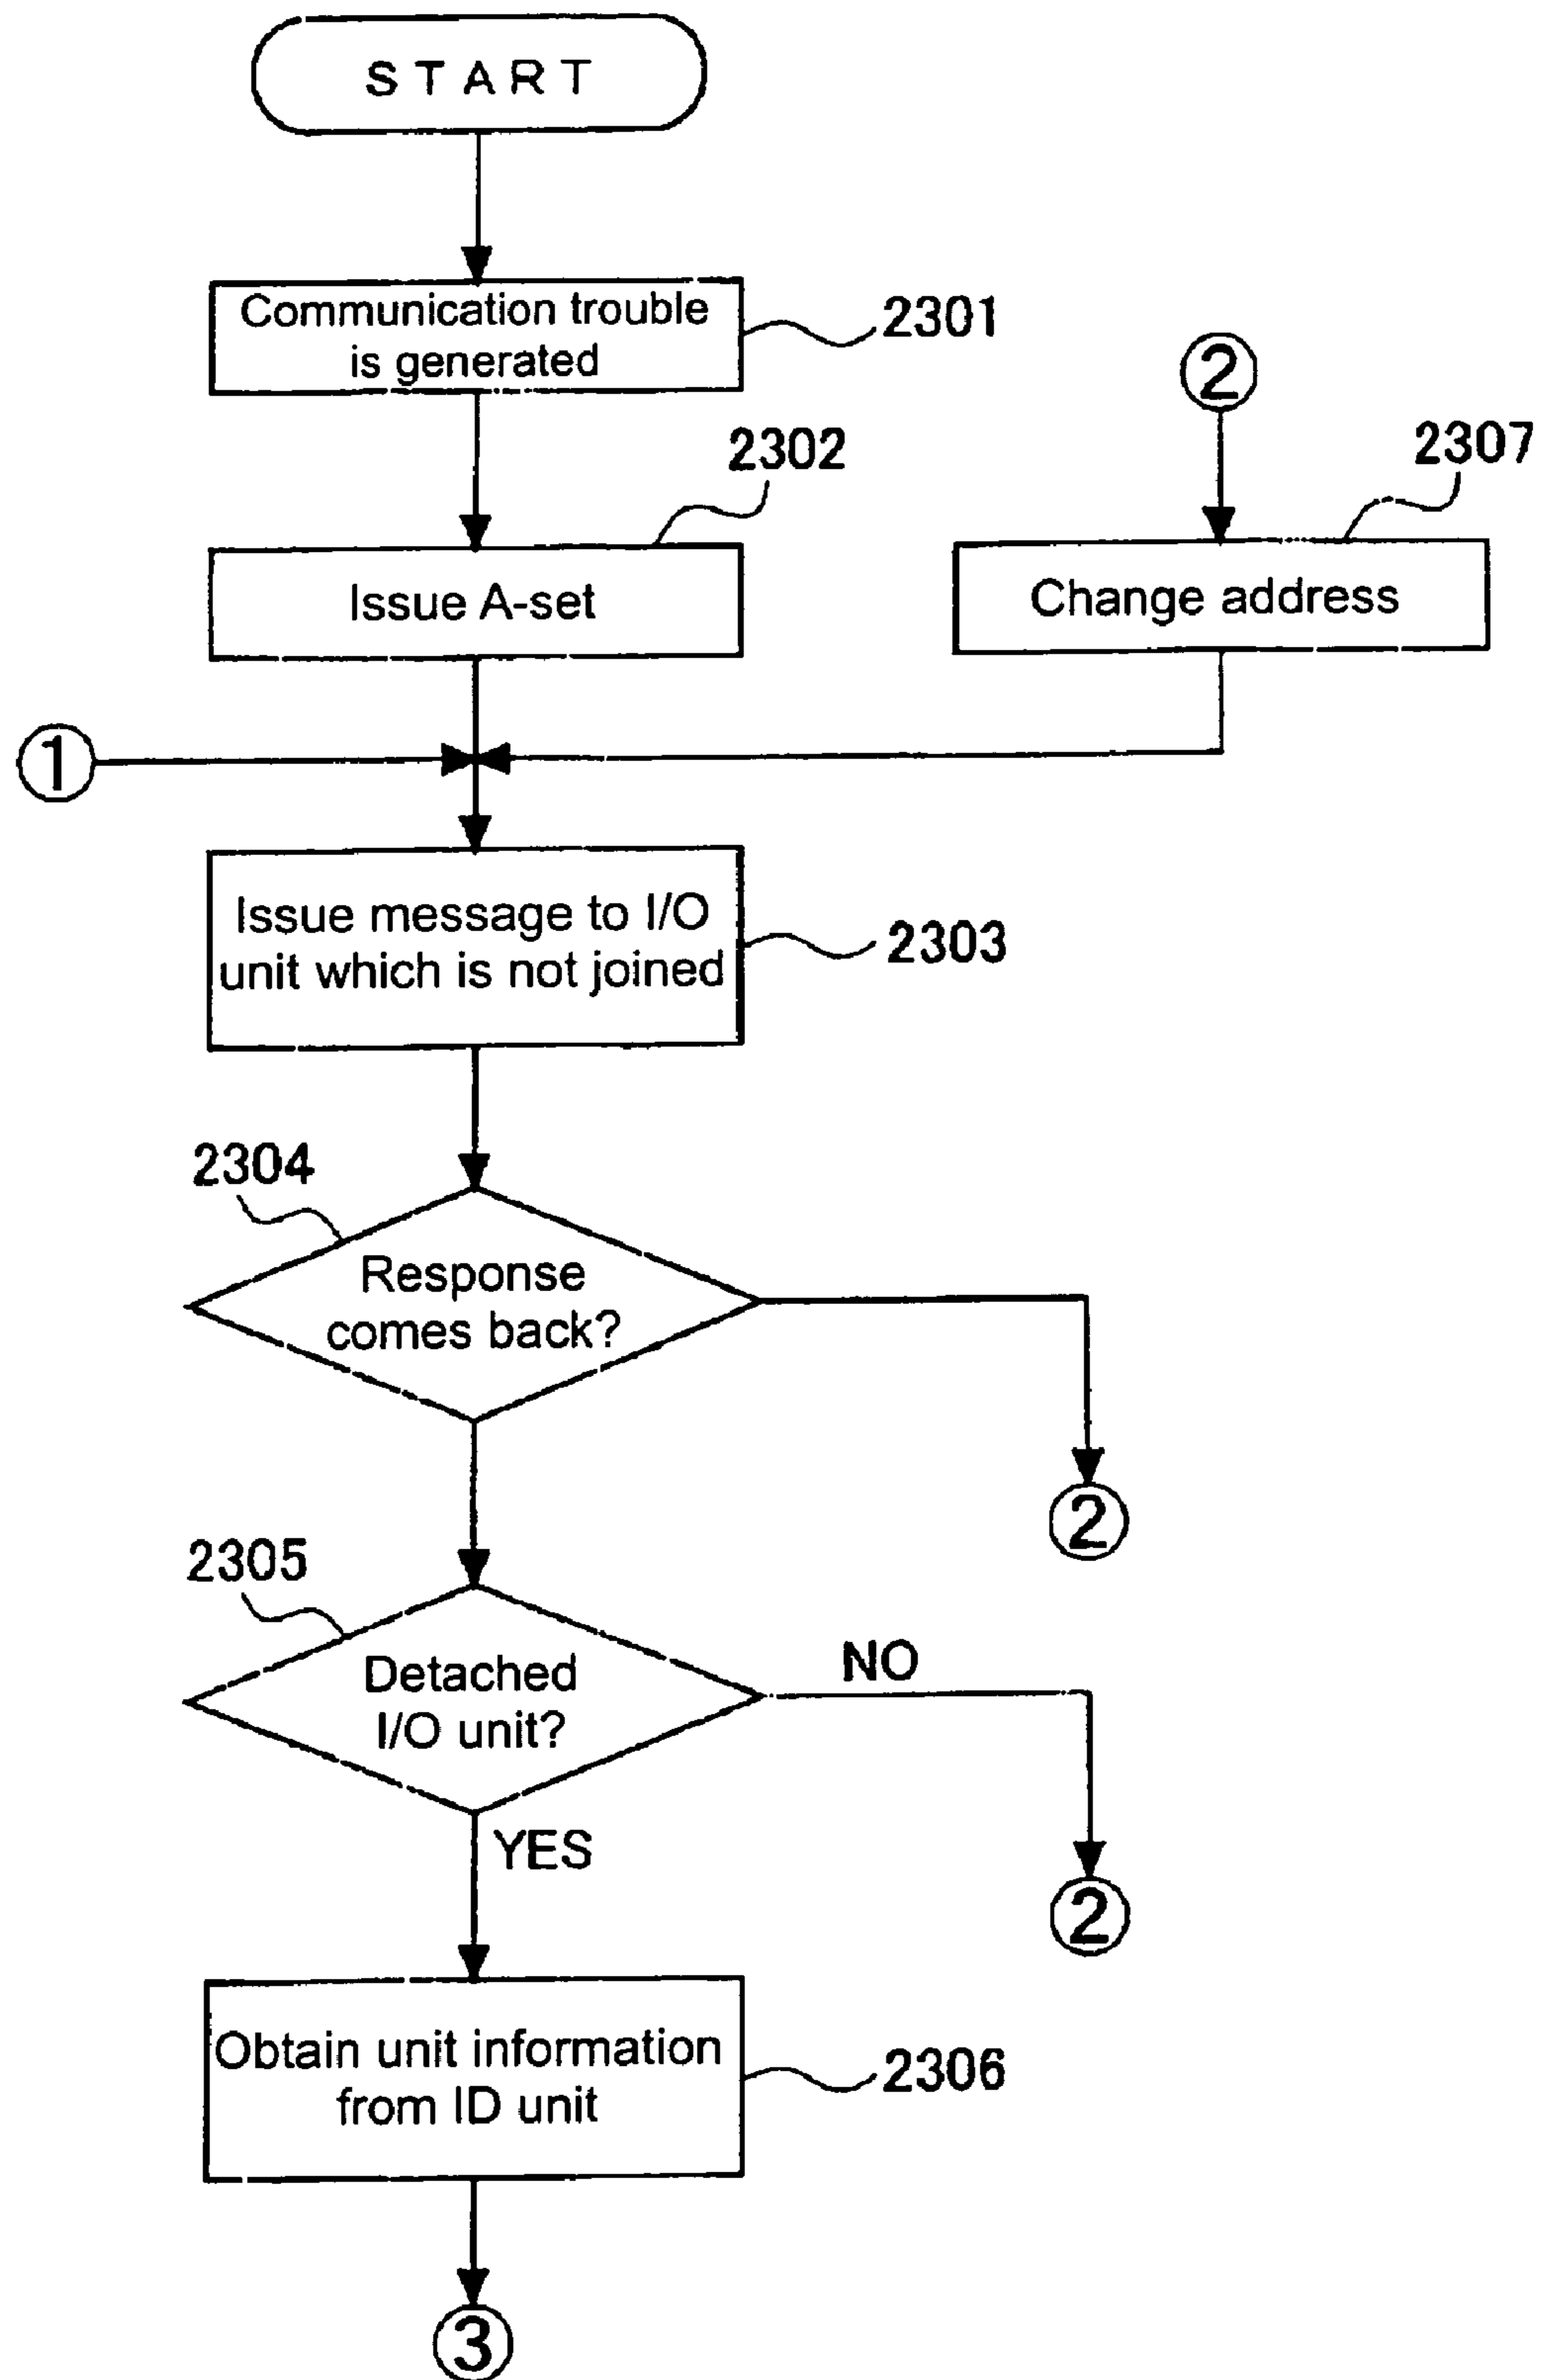 START
Communication trouble
is generated
2301
②
2302
2307
Issue A-set
Change address
①
Issue message to I/O
unit which is not joined
2303
2304
Response
comes back?
②
2305
Detached
I/O unit?
NO
YES
②
Obtain unit information
from ID unit
2306
③